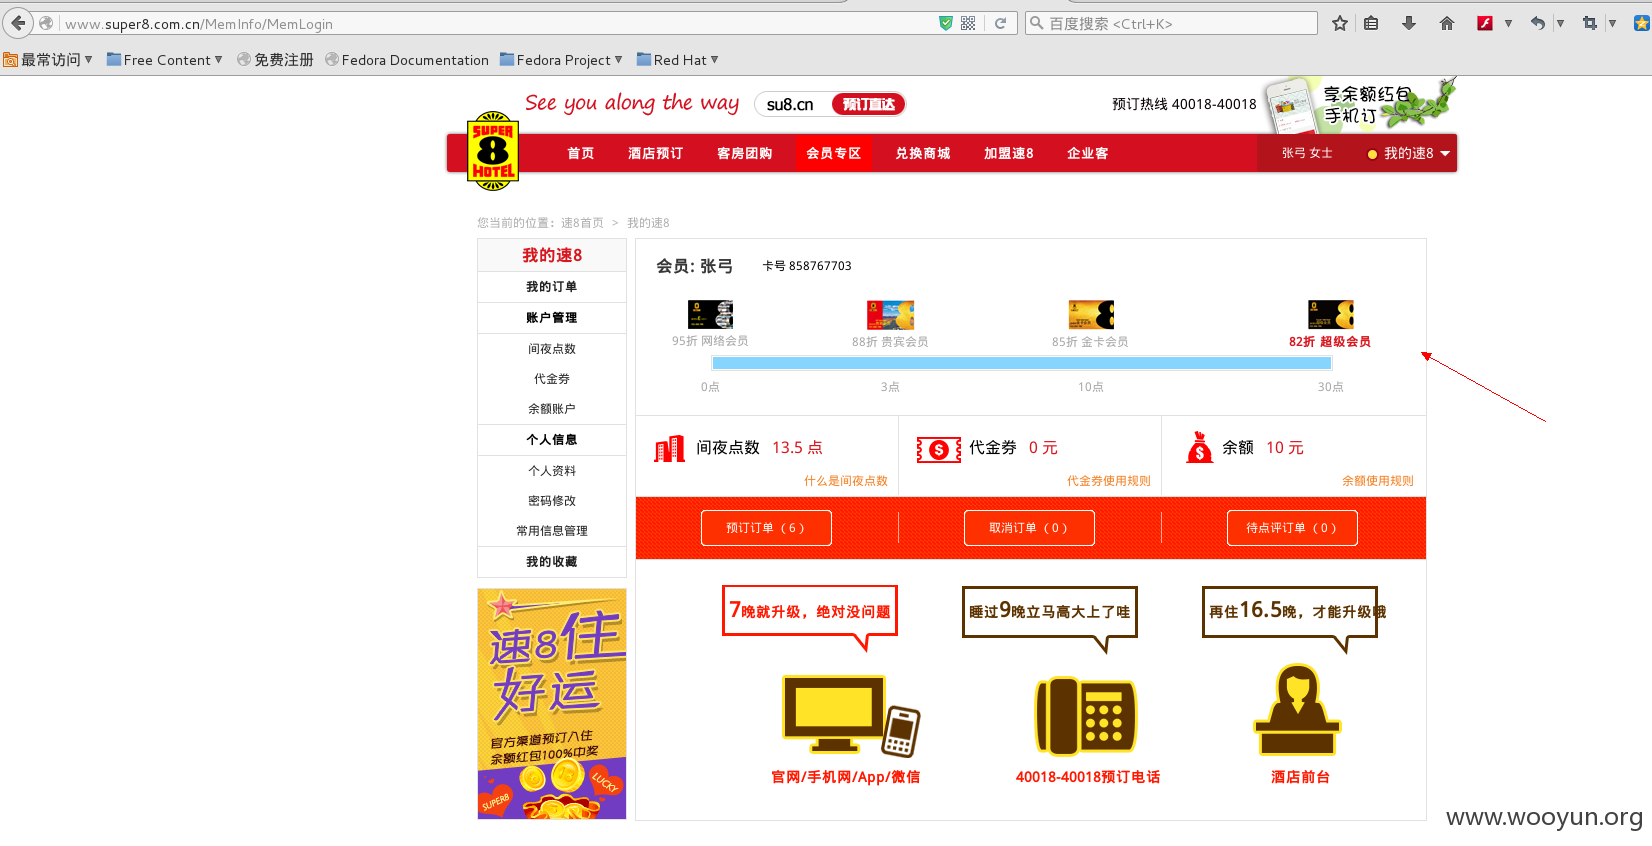 www.super8.com.cn/MemInfo/MemLogin
百度搜索 <Ctrl+K>
最常访问 Free Content 免费注册 Fedora Documentation Fedora Project Red Hat
See you along the way su8.cn 预订直达
预订热线 40018-40018
享余额红包
手机订
SUPER 8 HOTEL
首页 酒店预订 客房团购 会员专区 兑换商城 加盟速8 企业客 张弓 女士 我的速8
您当前的位置: 速8首页 > 我的速8
我的速8
我的订单
账户管理
间夜点数
代金券
余额账户
个人信息
个人资料
密码修改
常用信息管理
我的收藏
会员: 张弓 卡号 858767703
95折 网络会员 88折 贵宾会员 85折 金卡会员 82折 超级会员
0点 3点 10点 30点
间夜点数 13.5 点 代金券 0 元 余额 10 元
什么是间夜点数 代金券使用规则 余额使用规则
预订订单（6） 取消订单（0） 待点评订单（0）
7晚就升级，绝对没问题 睡过9晚立马高大上了哇 再住16.5晚，才能升级哦
官网/手机网/App/微信 40018-40018预订电话 酒店前台
速8住
好运
官方渠道预订入住
余额红包100%中奖
SUPER8
LUCKY
www.wooyun.org